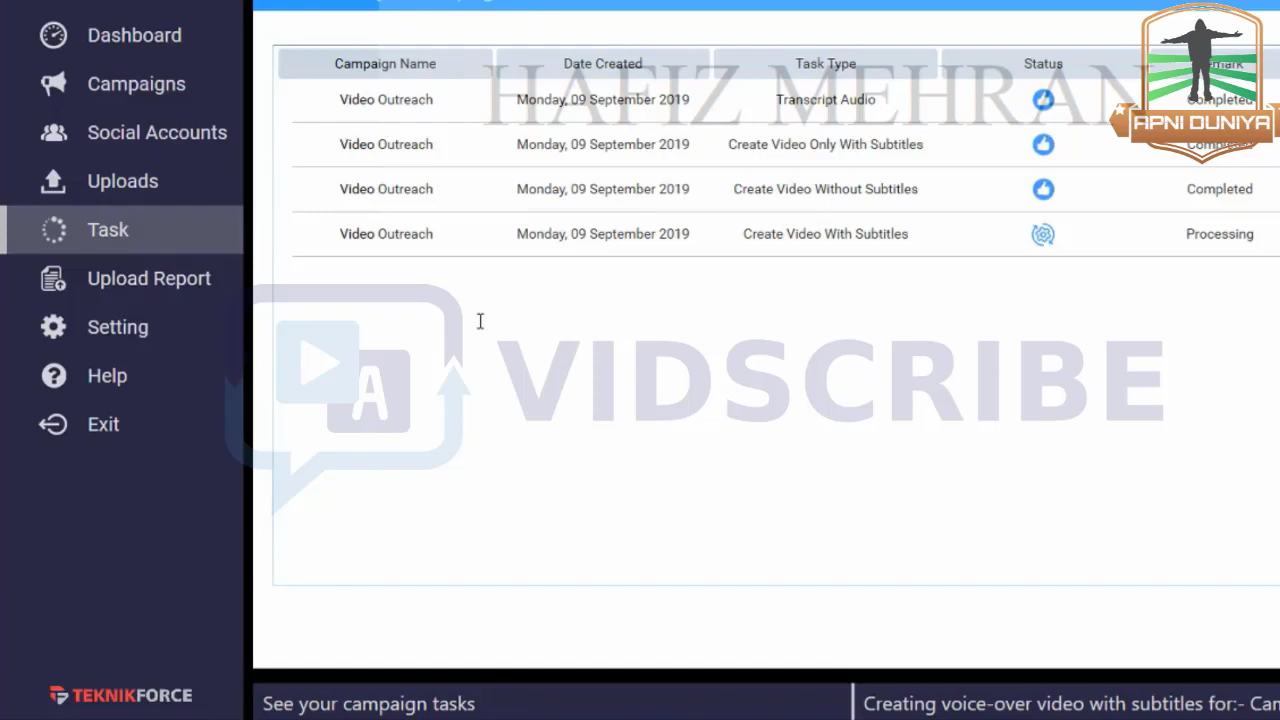 Dashboard
Campaigns
Social Accounts
Uploads
Task
Upload Report
Setting
Help
Exit
TEKNIKFORCE
Campaign Name Date Created Task Type Status
Video Outreach Monday, 09 September 2019 Transcript Audio Completed
Video Outreach Monday, 09 September 2019 Create Video Only With Subtitles Completed
Video Outreach Monday, 09 September 2019 Create Video Without Subtitles Completed
Video Outreach Monday, 09 September 2019 Create Video With Subtitles Processing
HAFIZ MEHRAN
APNI DUNIYA
A VIDSCRIBE
See your campaign tasks
Creating voice-over video with subtitles for:- Can